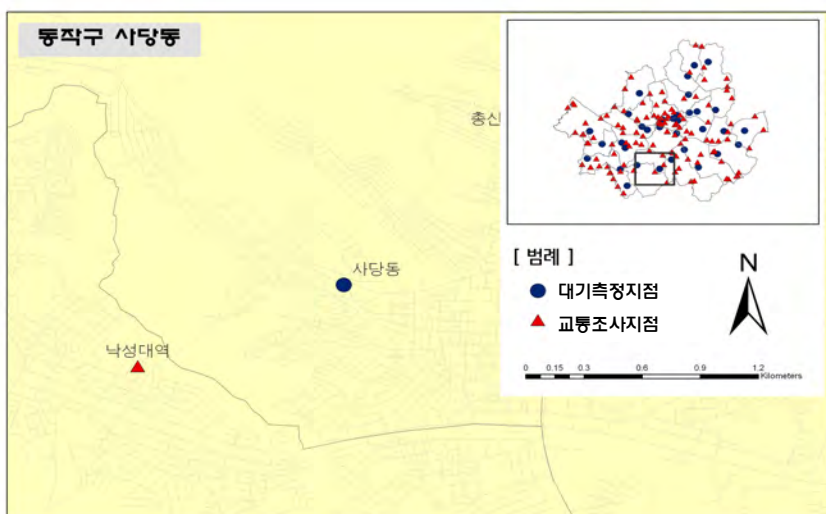 동작구 사당동
총신
사당동
낙성대역
[ 범례 ]
대기측정지점
교통조사지점
N
0 0.15 0.3 0.6 0.9 1.2
Kilometers